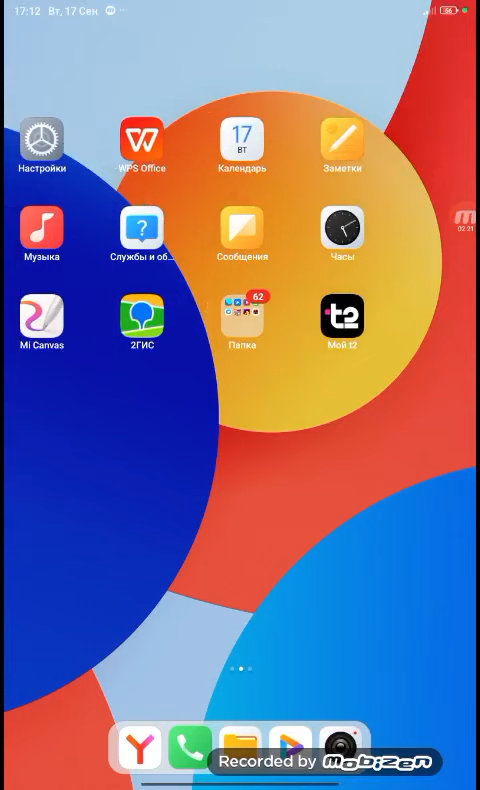 17:12 Вт, 17 Сен
66
Настройки
WPS Office
17
ВТ
Календарь
Заметки
02:21
Музыка
Службы и об...
Сообщения
Часы
Mi Canvas
2ГИС
62
Папка
t2
Мой t2
Recorded by mobizen